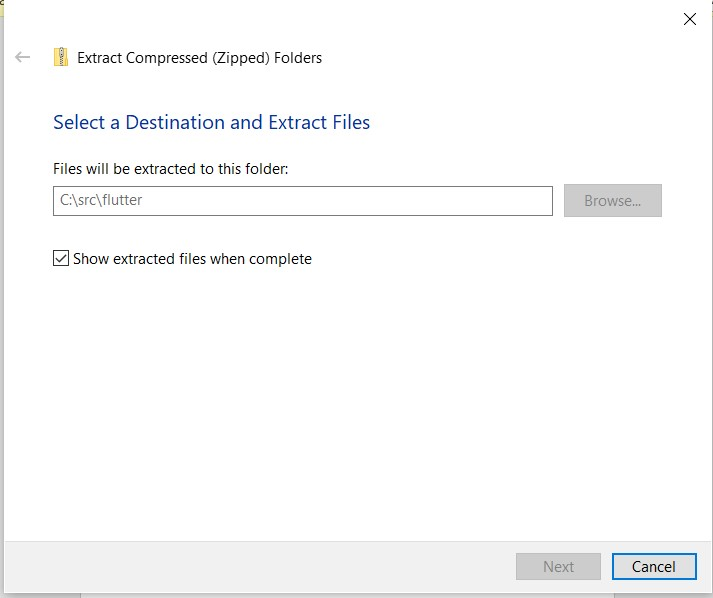 Extract Compressed (Zipped) Folders
Select a Destination and Extract Files
Files will be extracted to this folder:
C:\src\flutter
Browse...
Show extracted files when complete
Next
Cancel